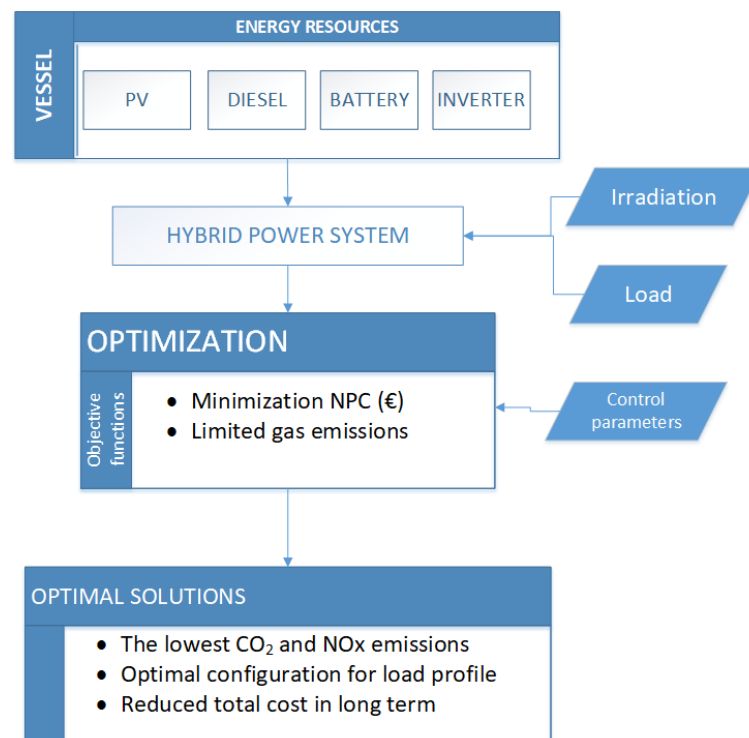 ENERGY RESOURCES
VESSEL
PV
DIESEL
BATTERY
INVERTER
HYBRID POWER SYSTEM
Irradiation
Load
OPTIMIZATION
Objective
functions
• Minimization NPC (€)
• Limited gas emissions
Control
parameters
OPTIMAL SOLUTIONS
• The lowest CO₂ and NOx emissions
• Optimal configuration for load profile
• Reduced total cost in long term